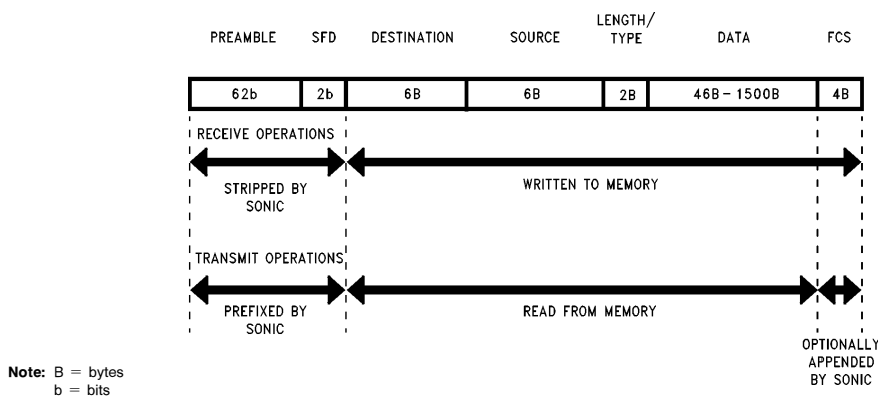 LENGTH/
PREAMBLE SFD DESTINATION SOURCE TYPE DATA FCS
62b 2b 6B 6B 2B 46B – 1500B 4B
RECEIVE OPERATIONS
STRIPPED BY
SONIC
WRITTEN TO MEMORY
TRANSMIT OPERATIONS
PREFIXED BY
SONIC
READ FROM MEMORY
OPTIONALLY
APPENDED
BY SONIC
Note: B = bytes
b = bits